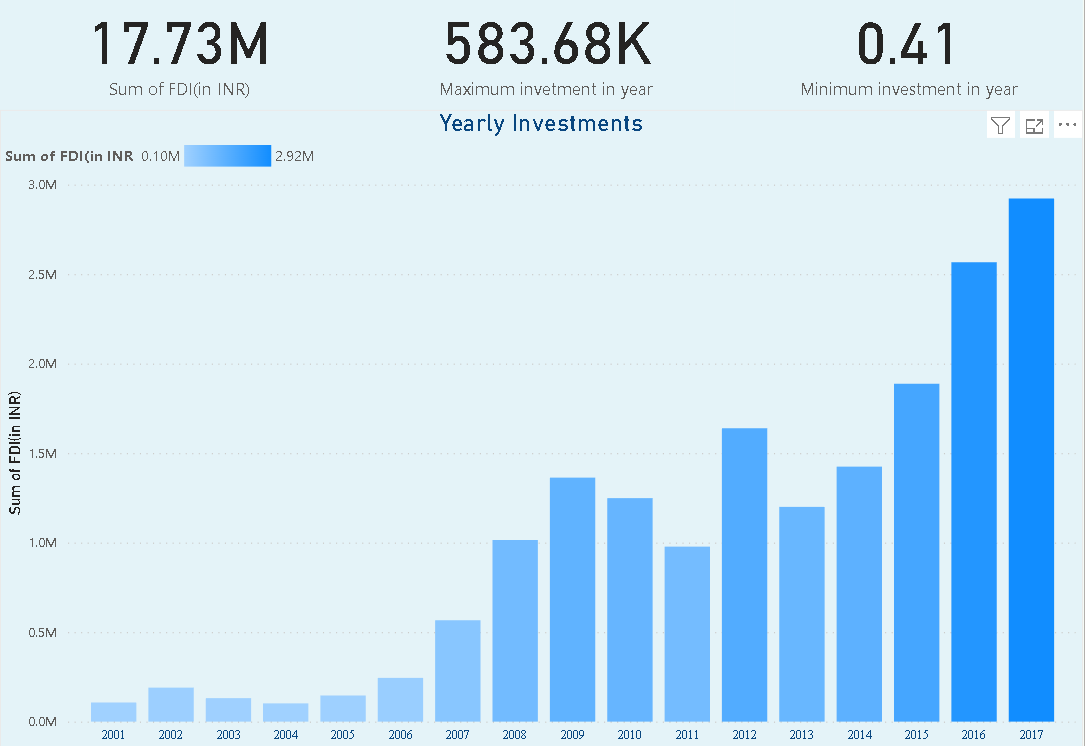 17.73M
583.68K
0.41
Sum of FDI(in INR)
Maximum invetment in year
Minimum investment in year
Yearly Investments
Sum of FDI(in INR 0.10M 2.92M
Sum of FDI(in INR)
3.0M
2.5M
2.0M
1.5M
1.0M
0.5M
0.0M
2001 2002 2003 2004 2005 2006 2007 2008 2009 2010 2011 2012 2013 2014 2015 2016 2017